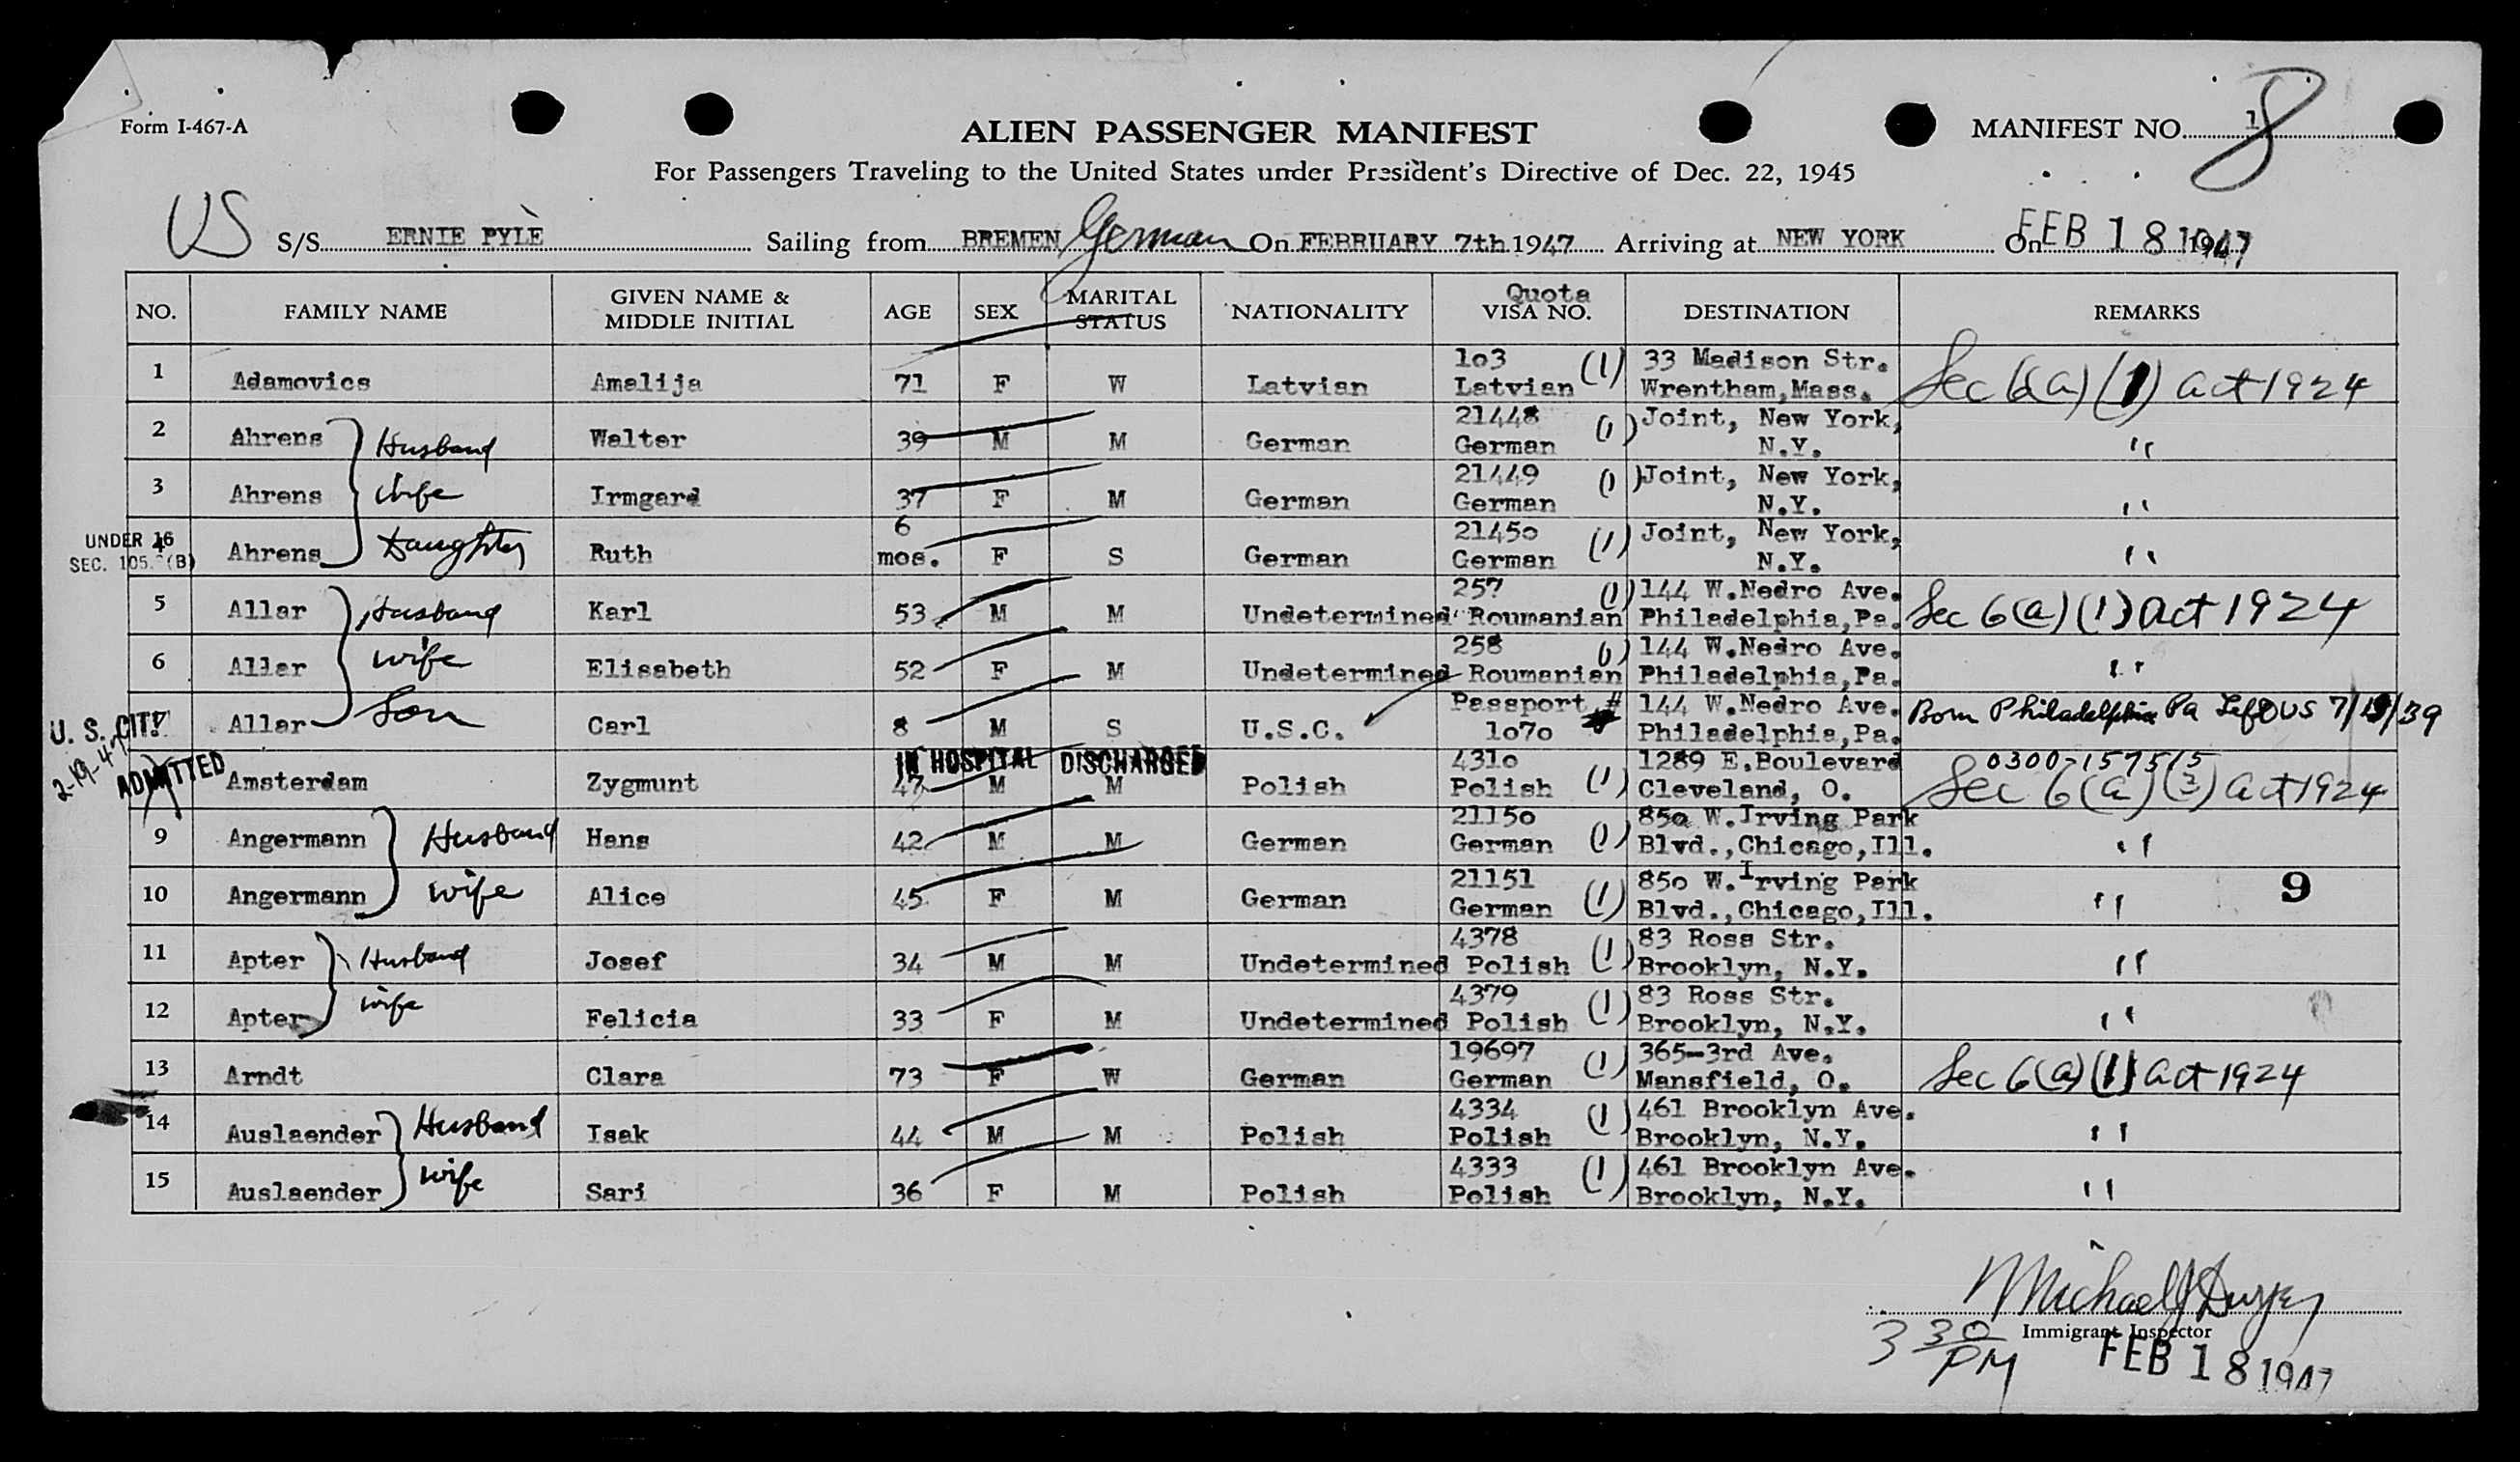 Form I-467-A
ALIEN PASSENGER MANIFEST
MANIFEST NO. 1 8
For Passengers Traveling to the United States under President's Directive of Dec. 22, 1945
US S/S ERNIE PYLE Sailing from BREMEN German On FEBRUARY 7th 1947 Arriving at NEW YORK On FEB 18 1947
NO. FAMILY NAME GIVEN NAME & MIDDLE INITIAL AGE SEX MARITAL STATUS NATIONALITY Quota VISA NO. DESTINATION REMARKS
1 Adamovics Amalija 71 F W Latvian 1o3 Latvian (1) 33 Madison Str. Wrentham,Mass. Sec 6(a)(1) act 1924
2 Ahrens Husband Walter 39 M M German 21448 German (1) Joint, New York, N.Y. "
3 Ahrens Wife Irmgard 37 F M German 21449 German (1) Joint, New York, N.Y. "
UNDER 16 SEC. 105. (B) Ahrens Daughter Ruth 6 mos. F S German 2145o German (1) Joint, New York, N.Y. "
5 Allar Husband Karl 53 M M Undetermined 257 Roumanian (1) 144 W.Nedro Ave. Philadelphia,Pa. Sec 6(a)(1) act 1924
6 Allar wife Elisabeth 52 F M Undetermined 258 Roumanian (1) 144 W.Nedro Ave. Philadelphia,Pa. "
U. S. CIT. Allar Son Carl 8 M S U.S.C. Passport # 1o7o 144 W.Nedro Ave. Philadelphia,Pa. Born Philadelphia Pa Left US 7/19/39
2-19-47 ADMITTED Amsterdam Zygmunt IN HOSPITAL DISCHARGED 47 M M Polish 431o Polish (1) 1289 E.Boulevard Cleveland, O. 0300-157515 Sec 6(a)(3) act 1924
9 Angermann Husband Hans 42 M M German 2115o German (1) 85o W.Irving Park Blvd.,Chicago,Ill. "
10 Angermann wife Alice 45 F M German 21151 German (1) 85o W.Irving Park Blvd.,Chicago,Ill. " 9
11 Apter Husband Josef 34 M M Undetermined 4378 Polish (1) 83 Ross Str. Brooklyn, N.Y. "
12 Apter wife Felicia 33 F M Undetermined 4379 Polish (1) 83 Ross Str. Brooklyn, N.Y. "
13 Arndt Clara 73 F W German 19697 German (1) 365-3rd Ave. Mansfield, O. Sec 6(a)(1) act 1924
14 Auslaender Husband Isak 44 M M Polish 4334 Polish (1) 461 Brooklyn Ave. Brooklyn, N.Y. "
15 Auslaender wife Sari 36 F M Polish 4333 Polish (1) 461 Brooklyn Ave. Brooklyn, N.Y. "
Michael J
Immigrant Inspector
3 30 PM FEB 18 1947